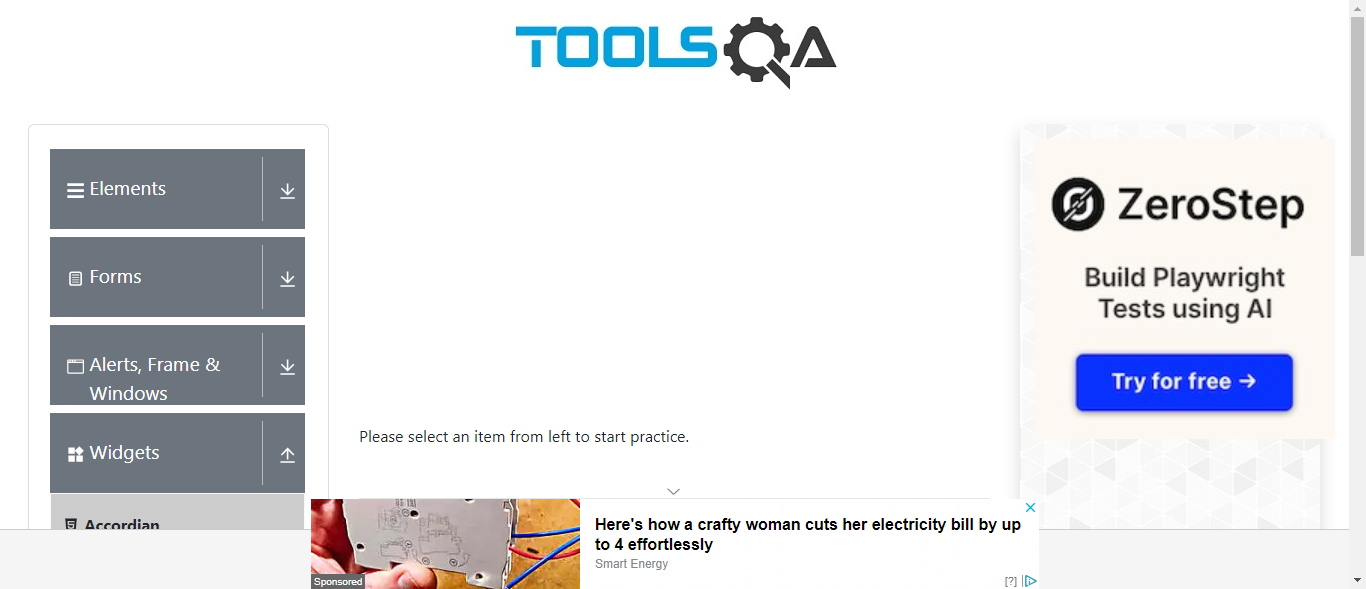 TOOLSQA
Elements
Forms
Alerts, Frame &
Windows
Widgets
Accordian
Please select an item from left to start practice.
ZeroStep
Build Playwright
Tests using AI
Try for free →
Sponsored
Here's how a crafty woman cuts her electricity bill by up
to 4 effortlessly
Smart Energy
[?]